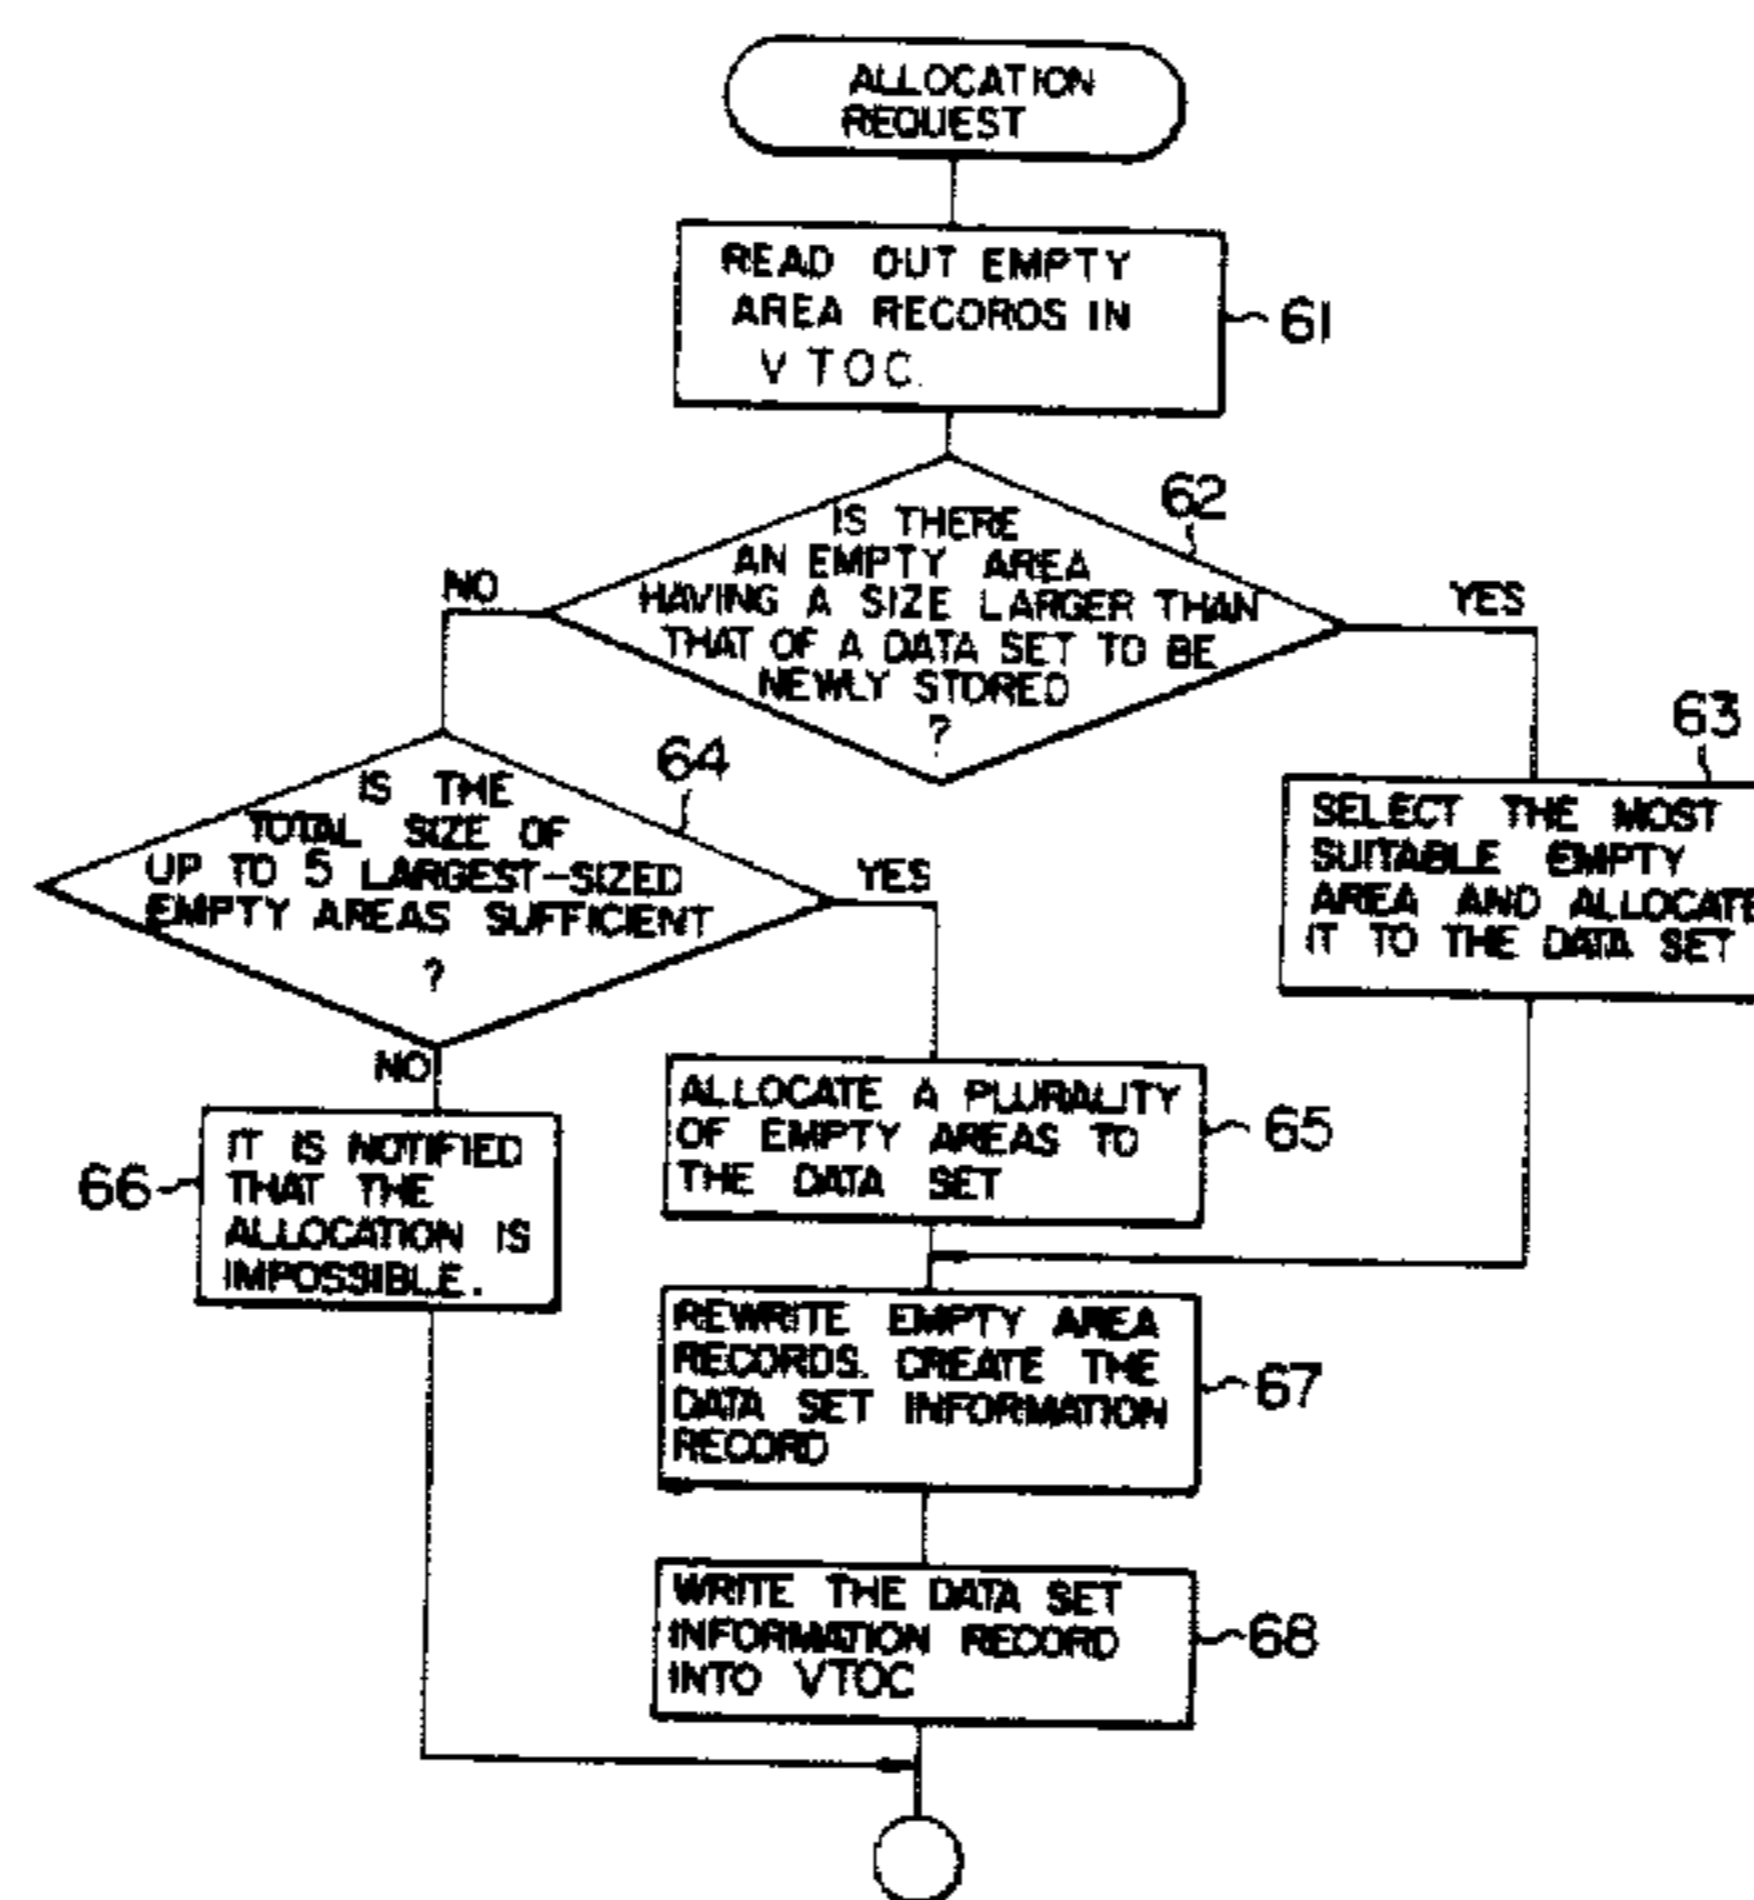 ALLOCATION
REQUEST
READ OUT EMPTY
AREA RECORDS IN
VTOC.
61
62
IS THERE
AN EMPTY AREA
HAVING A SIZE LARGER THAN
THAT OF A DATA SET TO BE
NEWLY STORED
?
NO
YES
63
SELECT THE MOST
SUITABLE EMPTY
AREA AND ALLOCATE
IT TO THE DATA SET
64
IS THE
TOTAL SIZE OF
UP TO 5 LARGEST-SIZED
EMPTY AREAS SUFFICIENT
?
YES
NO
65
ALLOCATE A PLURALITY
OF EMPTY AREAS TO
THE DATA SET
66
IT IS NOTIFIED
THAT THE
ALLOCATION IS
IMPOSSIBLE.
REWRITE EMPTY AREA
RECORDS. CREATE THE
DATA SET INFORMATION
RECORD
67
WRITE THE DATA SET
INFORMATION RECORD
INTO VTOC
68